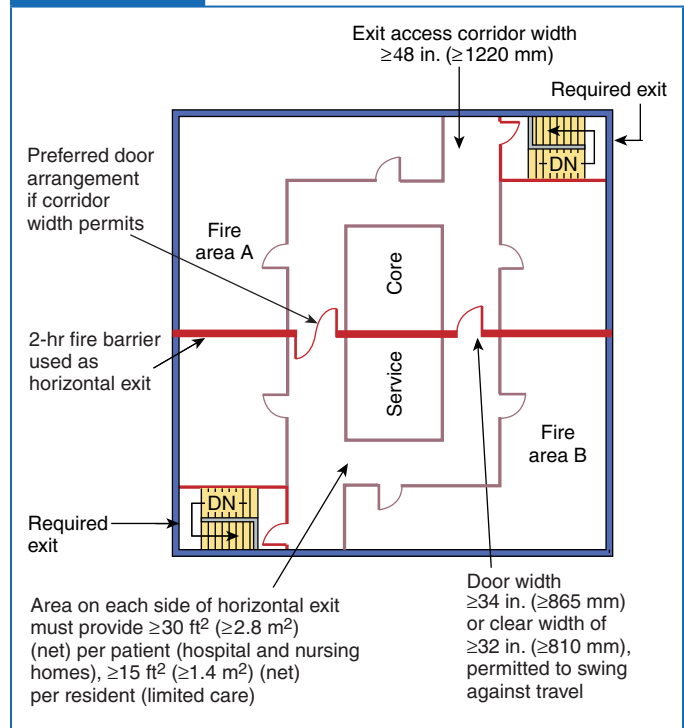 Exit access corridor width
≥48 in. (≥1220 mm)
Required exit
Preferred door
arrangement
if corridor
width permits
DN
Fire
area A
Core
2-hr fire barrier
used as
horizontal exit
Service
Fire
area B
DN
Required
exit
Area on each side of horizontal exit
must provide ≥30 ft² (≥2.8 m²)
(net) per patient (hospital and nursing
homes), ≥15 ft² (≥1.4 m²) (net)
per resident (limited care)
Door width
≥34 in. (≥865 mm)
or clear width of
≥32 in. (≥810 mm),
permitted to swing
against travel